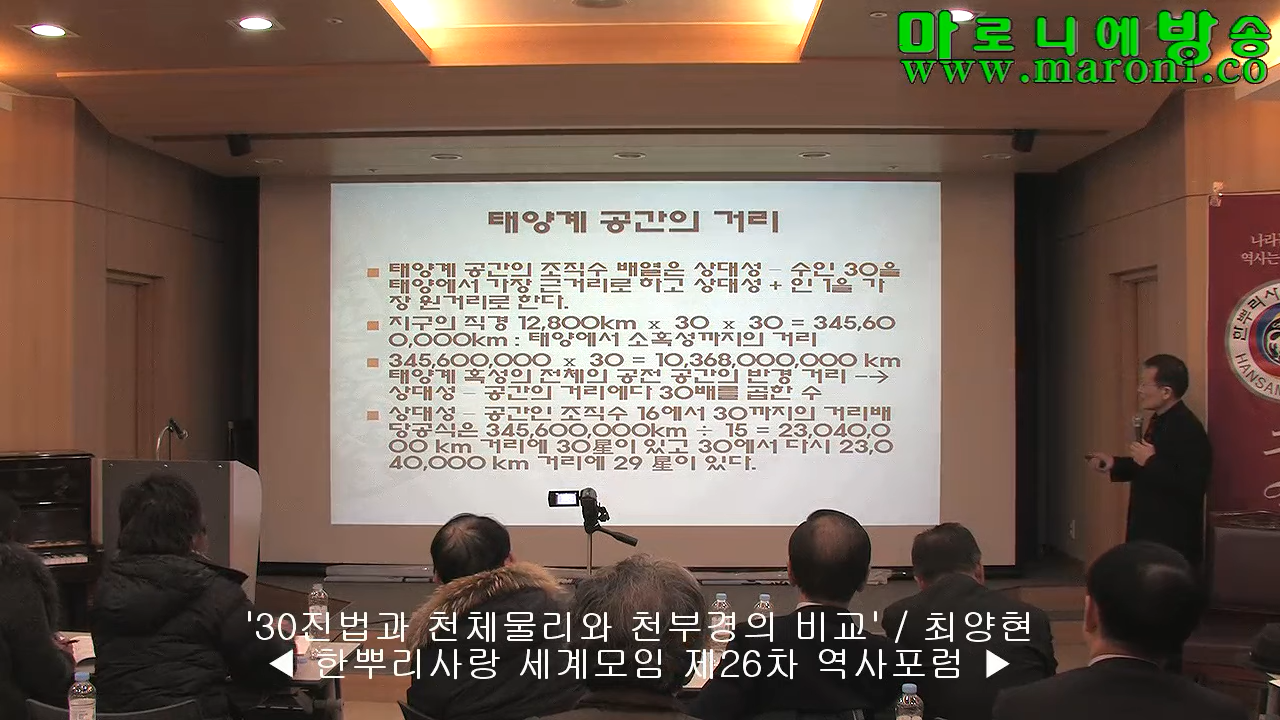 마로니에방송
www.maroni.co
태양계 공간의 거리
태양계 공간의 조직수 배열은 상대성 - 수인 30을
태양에서 가장 근거리로 하고 상대성 + 인 1을 가
장 원거리로 한다.
지구의 직경 12,800km x 30 x 30 = 345,60
0,000km : 태양에서 소혹성까지의 거리
345,600,000 x 30 = 10,368,000,000 km
태양계 혹성의 전체의 공전 공간의 반경 거리 -->
상대성 - 공간의 거리에다 30배를 곱한 수
상대성 - 공간인 조직수 16에서 30까지의 거리배
당공식은 345,600,000km ÷ 15 = 23,040,0
00 km 거리에 30星이 있고 30에서 다시 23,0
40,000 km 거리에 29 星이 있다.
나라
역사는
한뿌리사
HANSA
'30진법과 천체물리와 천부경의 비교' / 최양현
◀ 한뿌리사랑 세계모임 제26차 역사포럼 ▶